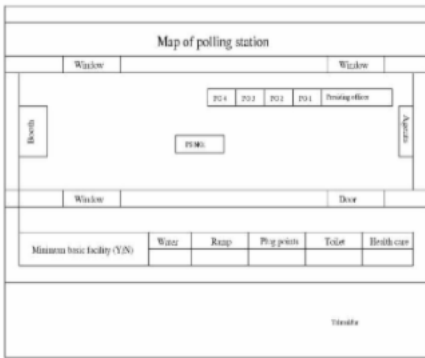 Map of polling station
Window Window
PO 4 PO 3 PO 2 PO 1 Presiding officer
Booth
Agents
PS NO.
Window Door
Minimum basic facility (Y/N) Water Ramp Plug points Toilet Health care